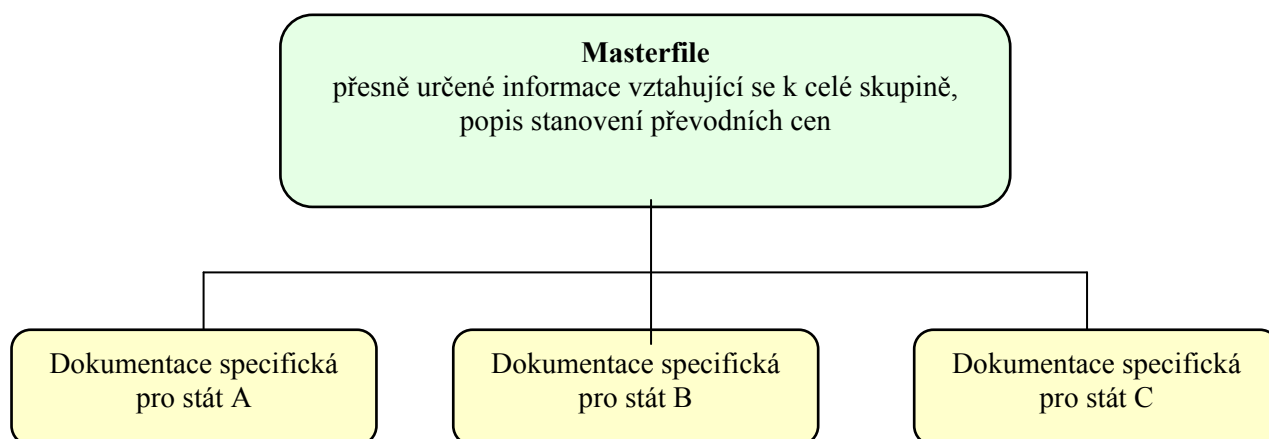 Masterfile
přesně určené informace vztahující se k celé skupině,
popis stanovení převodních cen
Dokumentace specifická
pro stát A
Dokumentace specifická
pro stát B
Dokumentace specifická
pro stát C